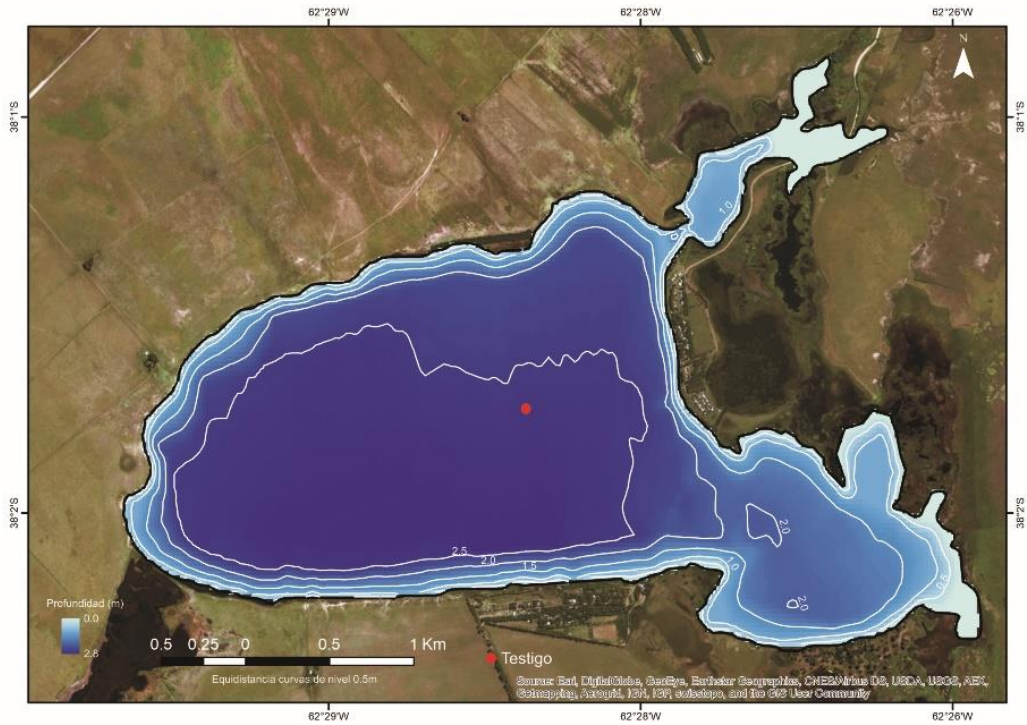 62°29'W 62°28'W 62°26'W
N
38°1'S 38°1'S
1.0
0
2.0
38°2'S 38°2'S
2.5
2.0
1.5
1.0
0.5
2.0
Profundidad (m)
0.0
2.8
0.5 0.25 0 0.5 1 Km
Equidistancia curvas de nivel 0.5m
Testigo
Source: Esri, DigitalGlobe, GeoEye, Earthstar Geographics, CNES/Airbus DS, USDA, USGS, AEX,
Getmapping, Aerogrid, IGN, IGP, swisstopo, and the GIS User Community
62°29'W 62°28'W 62°26'W